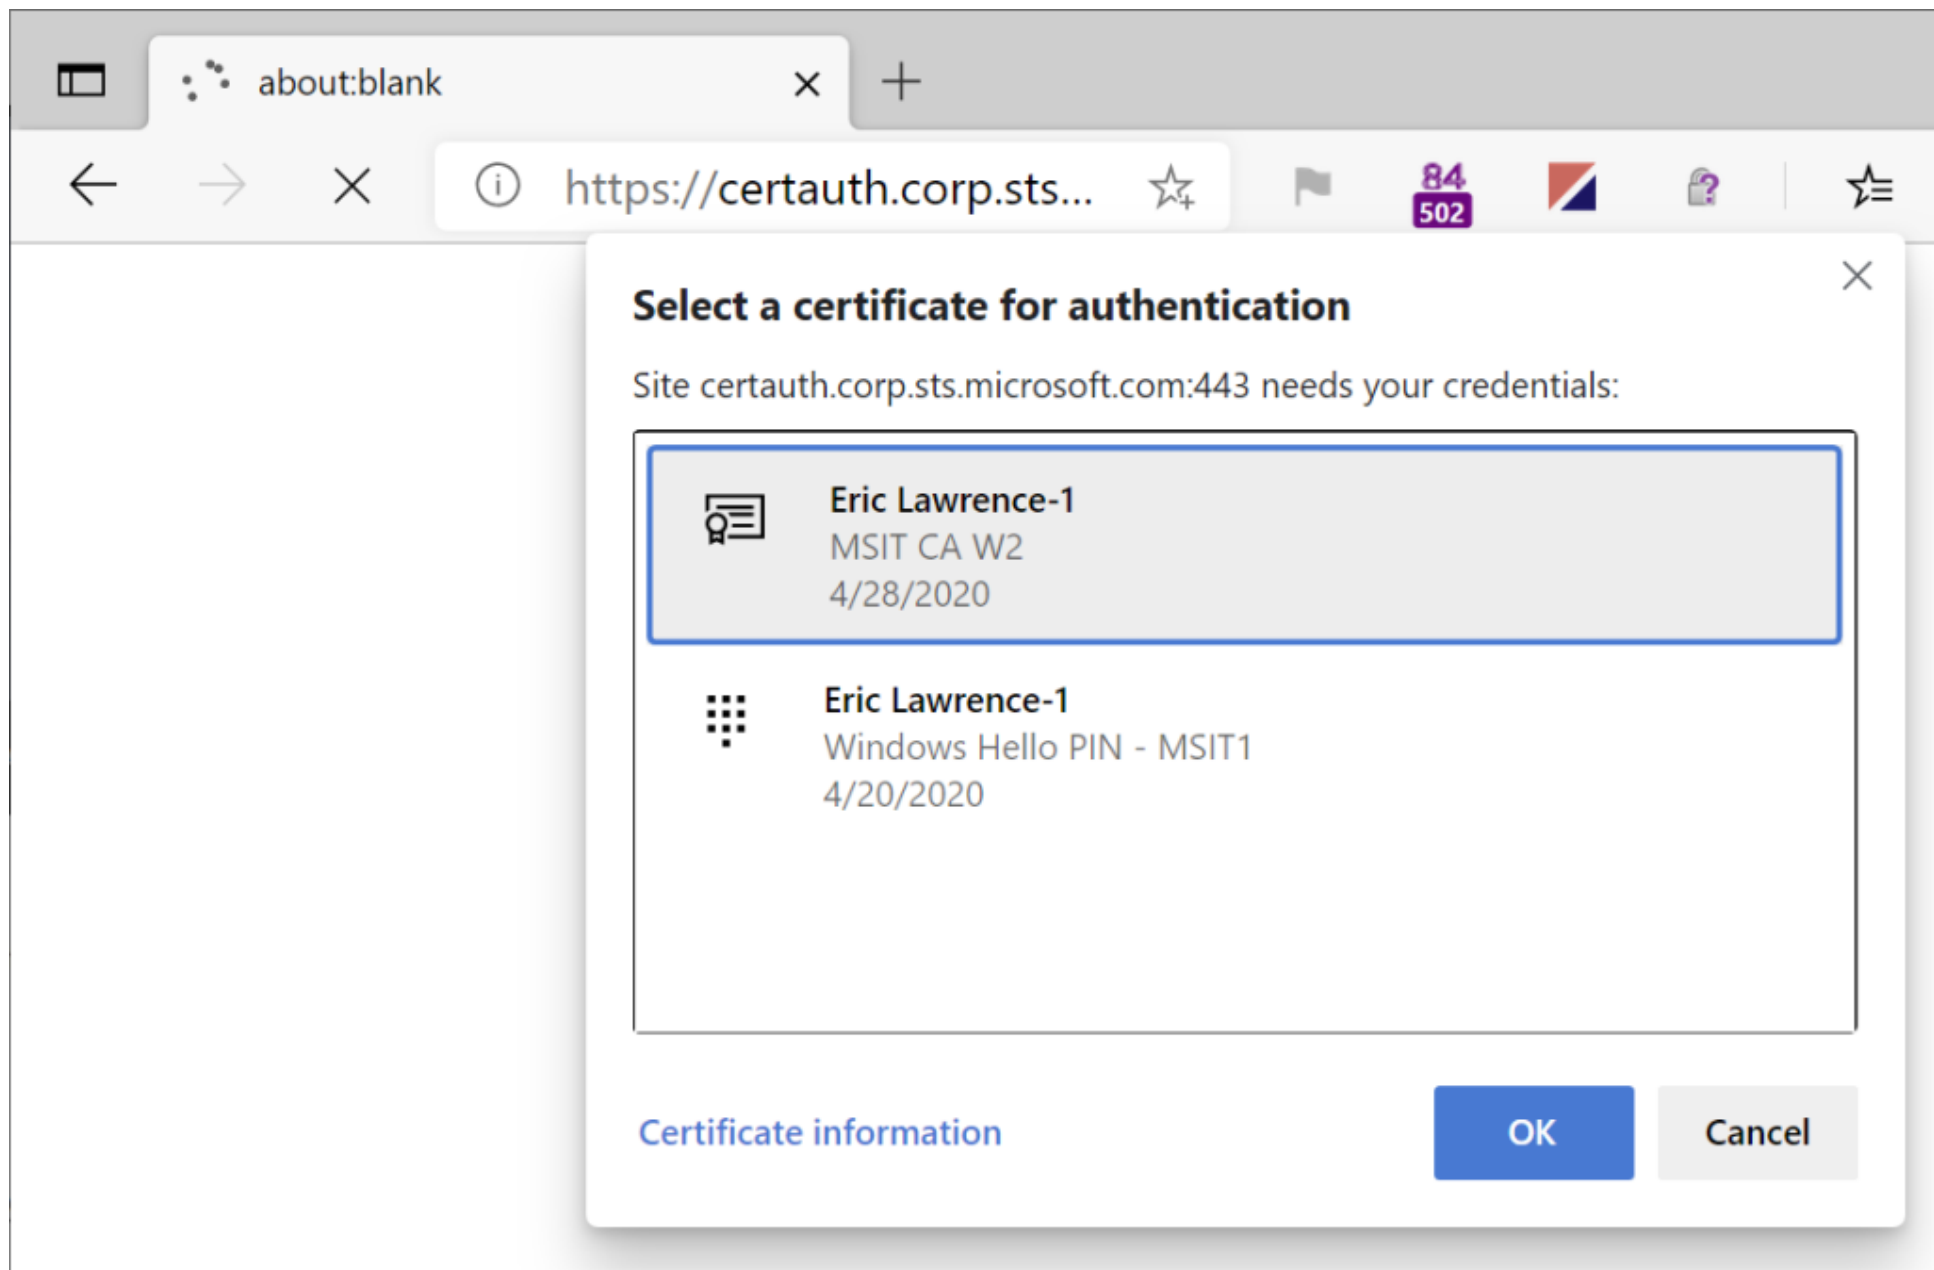 about:blank
https://certauth.corp.sts...
84
502
Select a certificate for authentication
Site certauth.corp.sts.microsoft.com:443 needs your credentials:
Eric Lawrence-1
MSIT CA W2
4/28/2020
Eric Lawrence-1
Windows Hello PIN - MSIT1
4/20/2020
Certificate information
OK
Cancel